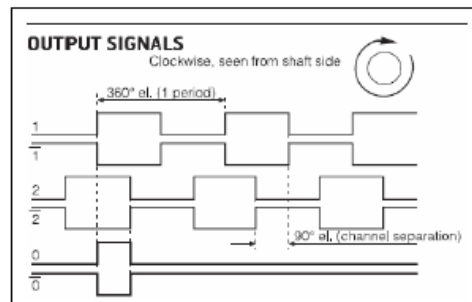 OUTPUT SIGNALS
Clockwise, seen from shaft side
360° el. (1 period)
1
1
2
2
90° el. (channel separation)
0
0